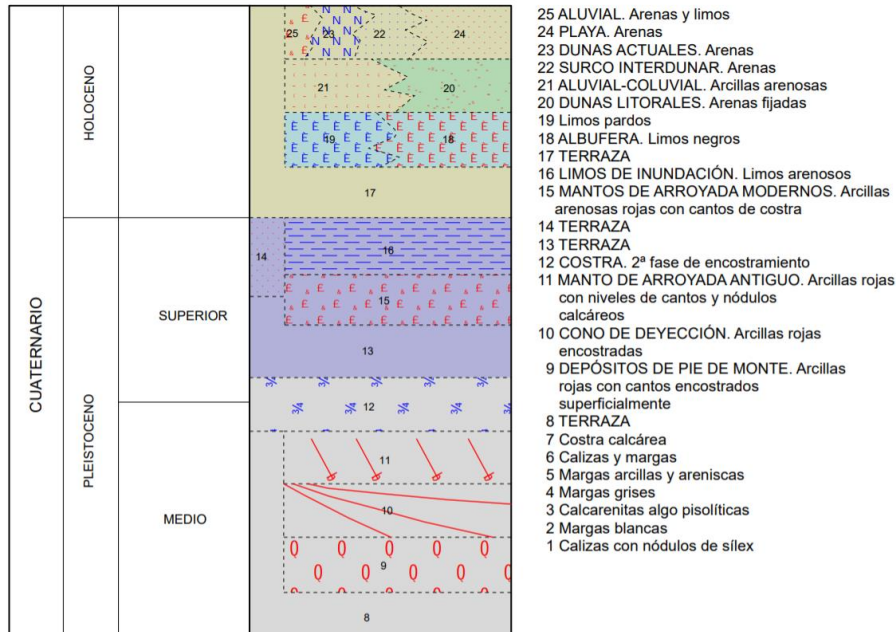 CUATERNARIO
HOLOCENO
PLEISTOCENO
SUPERIOR
MEDIO
25
23
22
24
21
20
19
18
17
14
16
15
13
12
11
10
9
8
25 ALUVIAL. Arenas y limos
24 PLAYA. Arenas
23 DUNAS ACTUALES. Arenas
22 SURCO INTERDUNAR. Arenas
21 ALUVIAL-COLUVIAL. Arcillas arenosas
20 DUNAS LITORALES. Arenas fijadas
19 Limos pardos
18 ALBUFERA. Limos negros
17 TERRAZA
16 LIMOS DE INUNDACIÓN. Limos arenosos
15 MANTOS DE ARROYADA MODERNOS. Arcillas
arenosas rojas con cantos de costra
14 TERRAZA
13 TERRAZA
12 COSTRA. 2ª fase de encostramiento
11 MANTO DE ARROYADA ANTIGUO. Arcillas rojas
con niveles de cantos y nódulos
calcáreos
10 CONO DE DEYECCIÓN. Arcillas rojas
encostradas
9 DEPÓSITOS DE PIE DE MONTE. Arcillas
rojas con cantos encostrados
superficialmente
8 TERRAZA
7 Costra calcárea
6 Calizas y margas
5 Margas arcillas y areniscas
4 Margas grises
3 Calcarenitas algo pisolíticas
2 Margas blancas
1 Calizas con nódulos de sílex